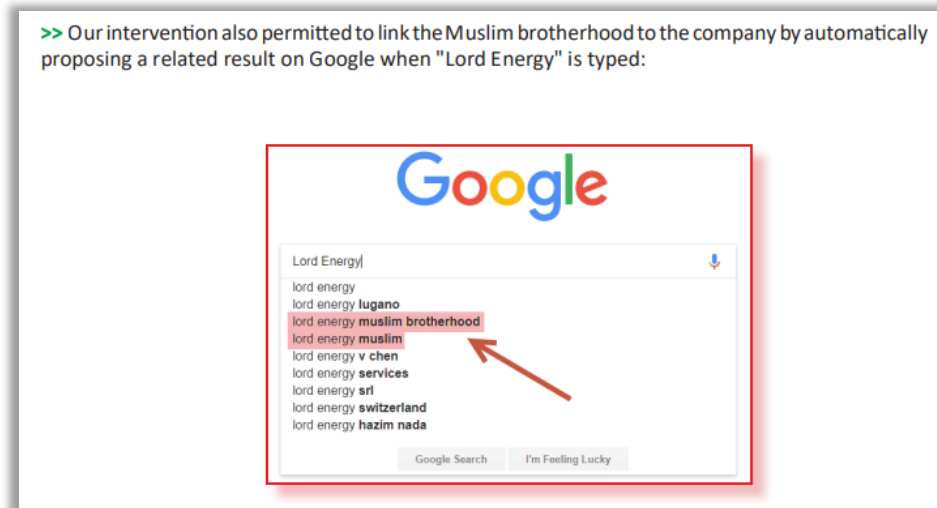 >> Our intervention also permitted to link the Muslim brotherhood to the company by automatically
proposing a related result on Google when "Lord Energy" is typed:
Google
Lord Energy
lord energy
lord energy lugano
lord energy muslim brotherhood
lord energy muslim
lord energy v chen
lord energy services
lord energy srl
lord energy switzerland
lord energy hazim nada
Google Search I'm Feeling Lucky